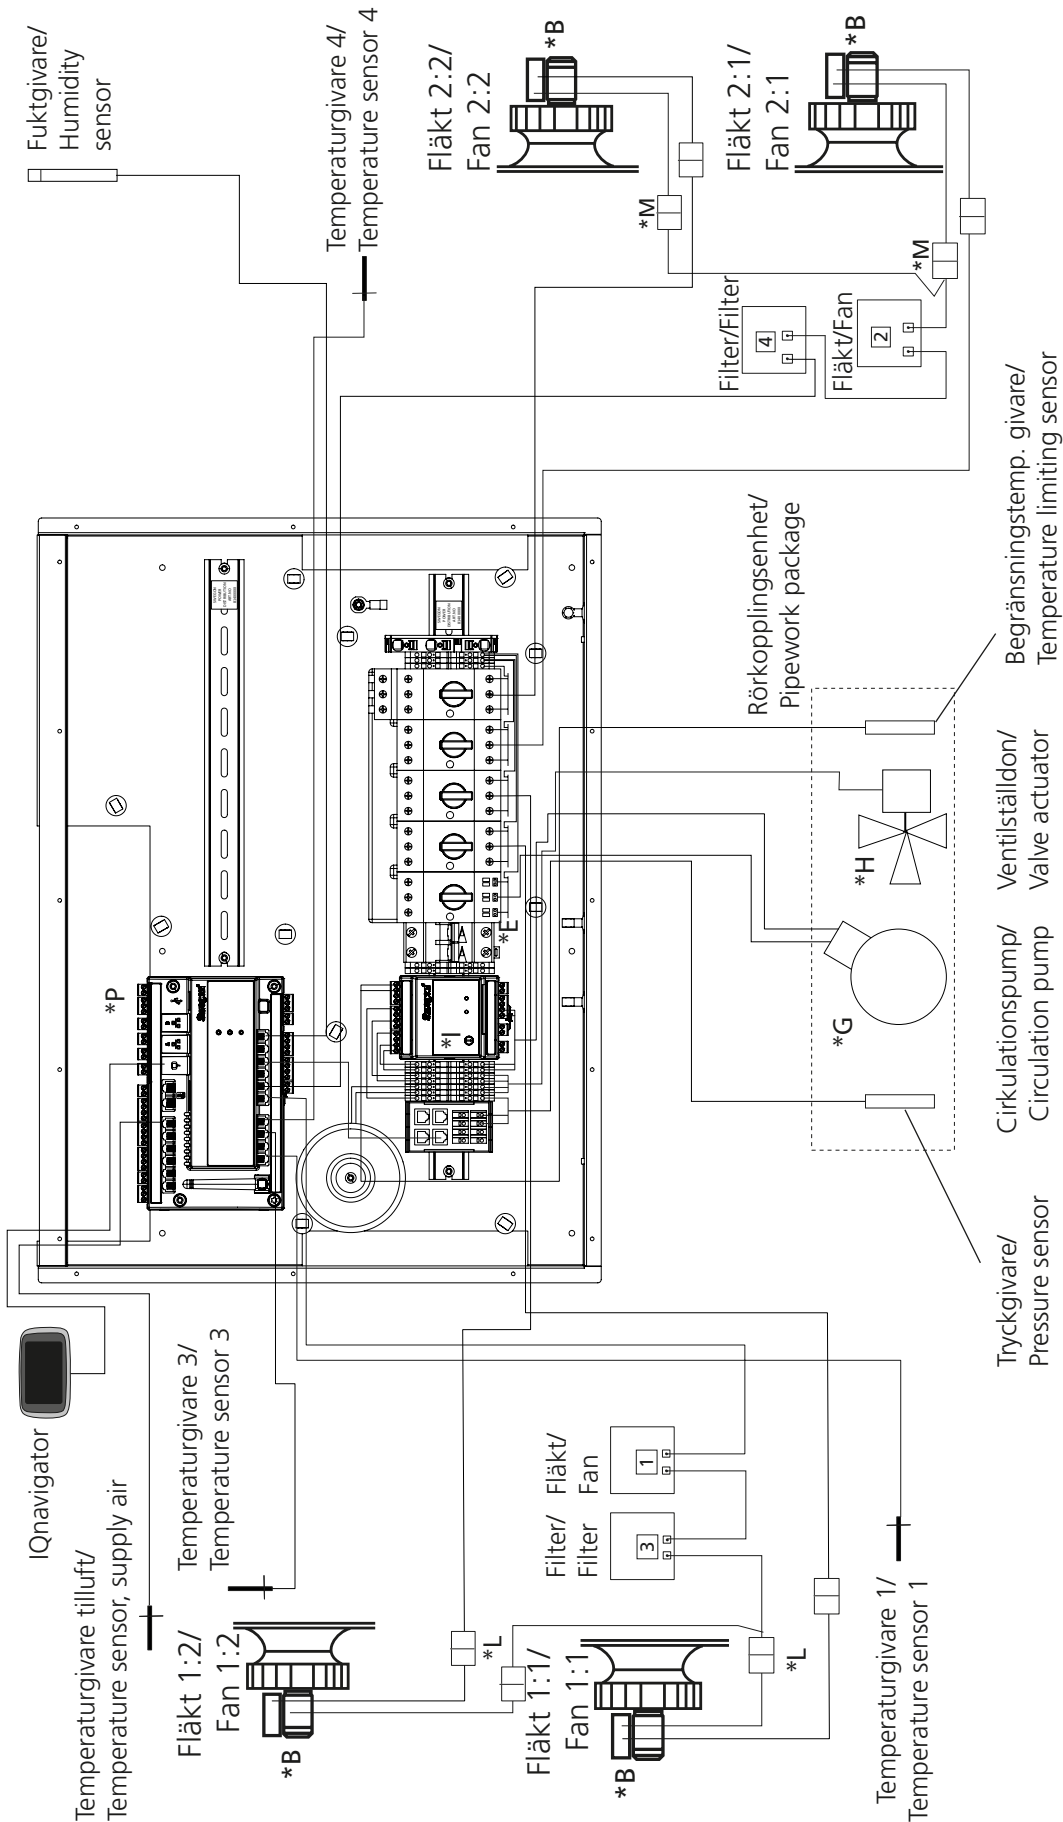 Fuktgivare/
Humidity
sensor
Temperaturgivare 4/
Temperature sensor 4
Fläkt 2:2/
Fan 2:2
*B
Fläkt 2:1/
Fan 2:1
*B
*M
*M
Filter/Filter
4
Fläkt/Fan
2
Begränsningstemp. givare/
Temperature limiting sensor
Rörkopplingsenhet/
Pipework package
Ventilställdon/
Valve actuator
*H
Cirkulationspump/
Circulation pump
*G
Tryckgivare/
Pressure sensor
*P
*E
*I
Swegon
Swegon
IQnavigator
Temperaturgivare tilluft/
Temperature sensor, supply air
Temperaturgivare 3/
Temperature sensor 3
Fläkt 1:2/
Fan 1:2
*B
*L
Fläkt/
Fan
1
Filter/
Filter
3
Fläkt 1:1/
Fan 1:1
*B
*L
Temperaturgivare 1/
Temperature sensor 1